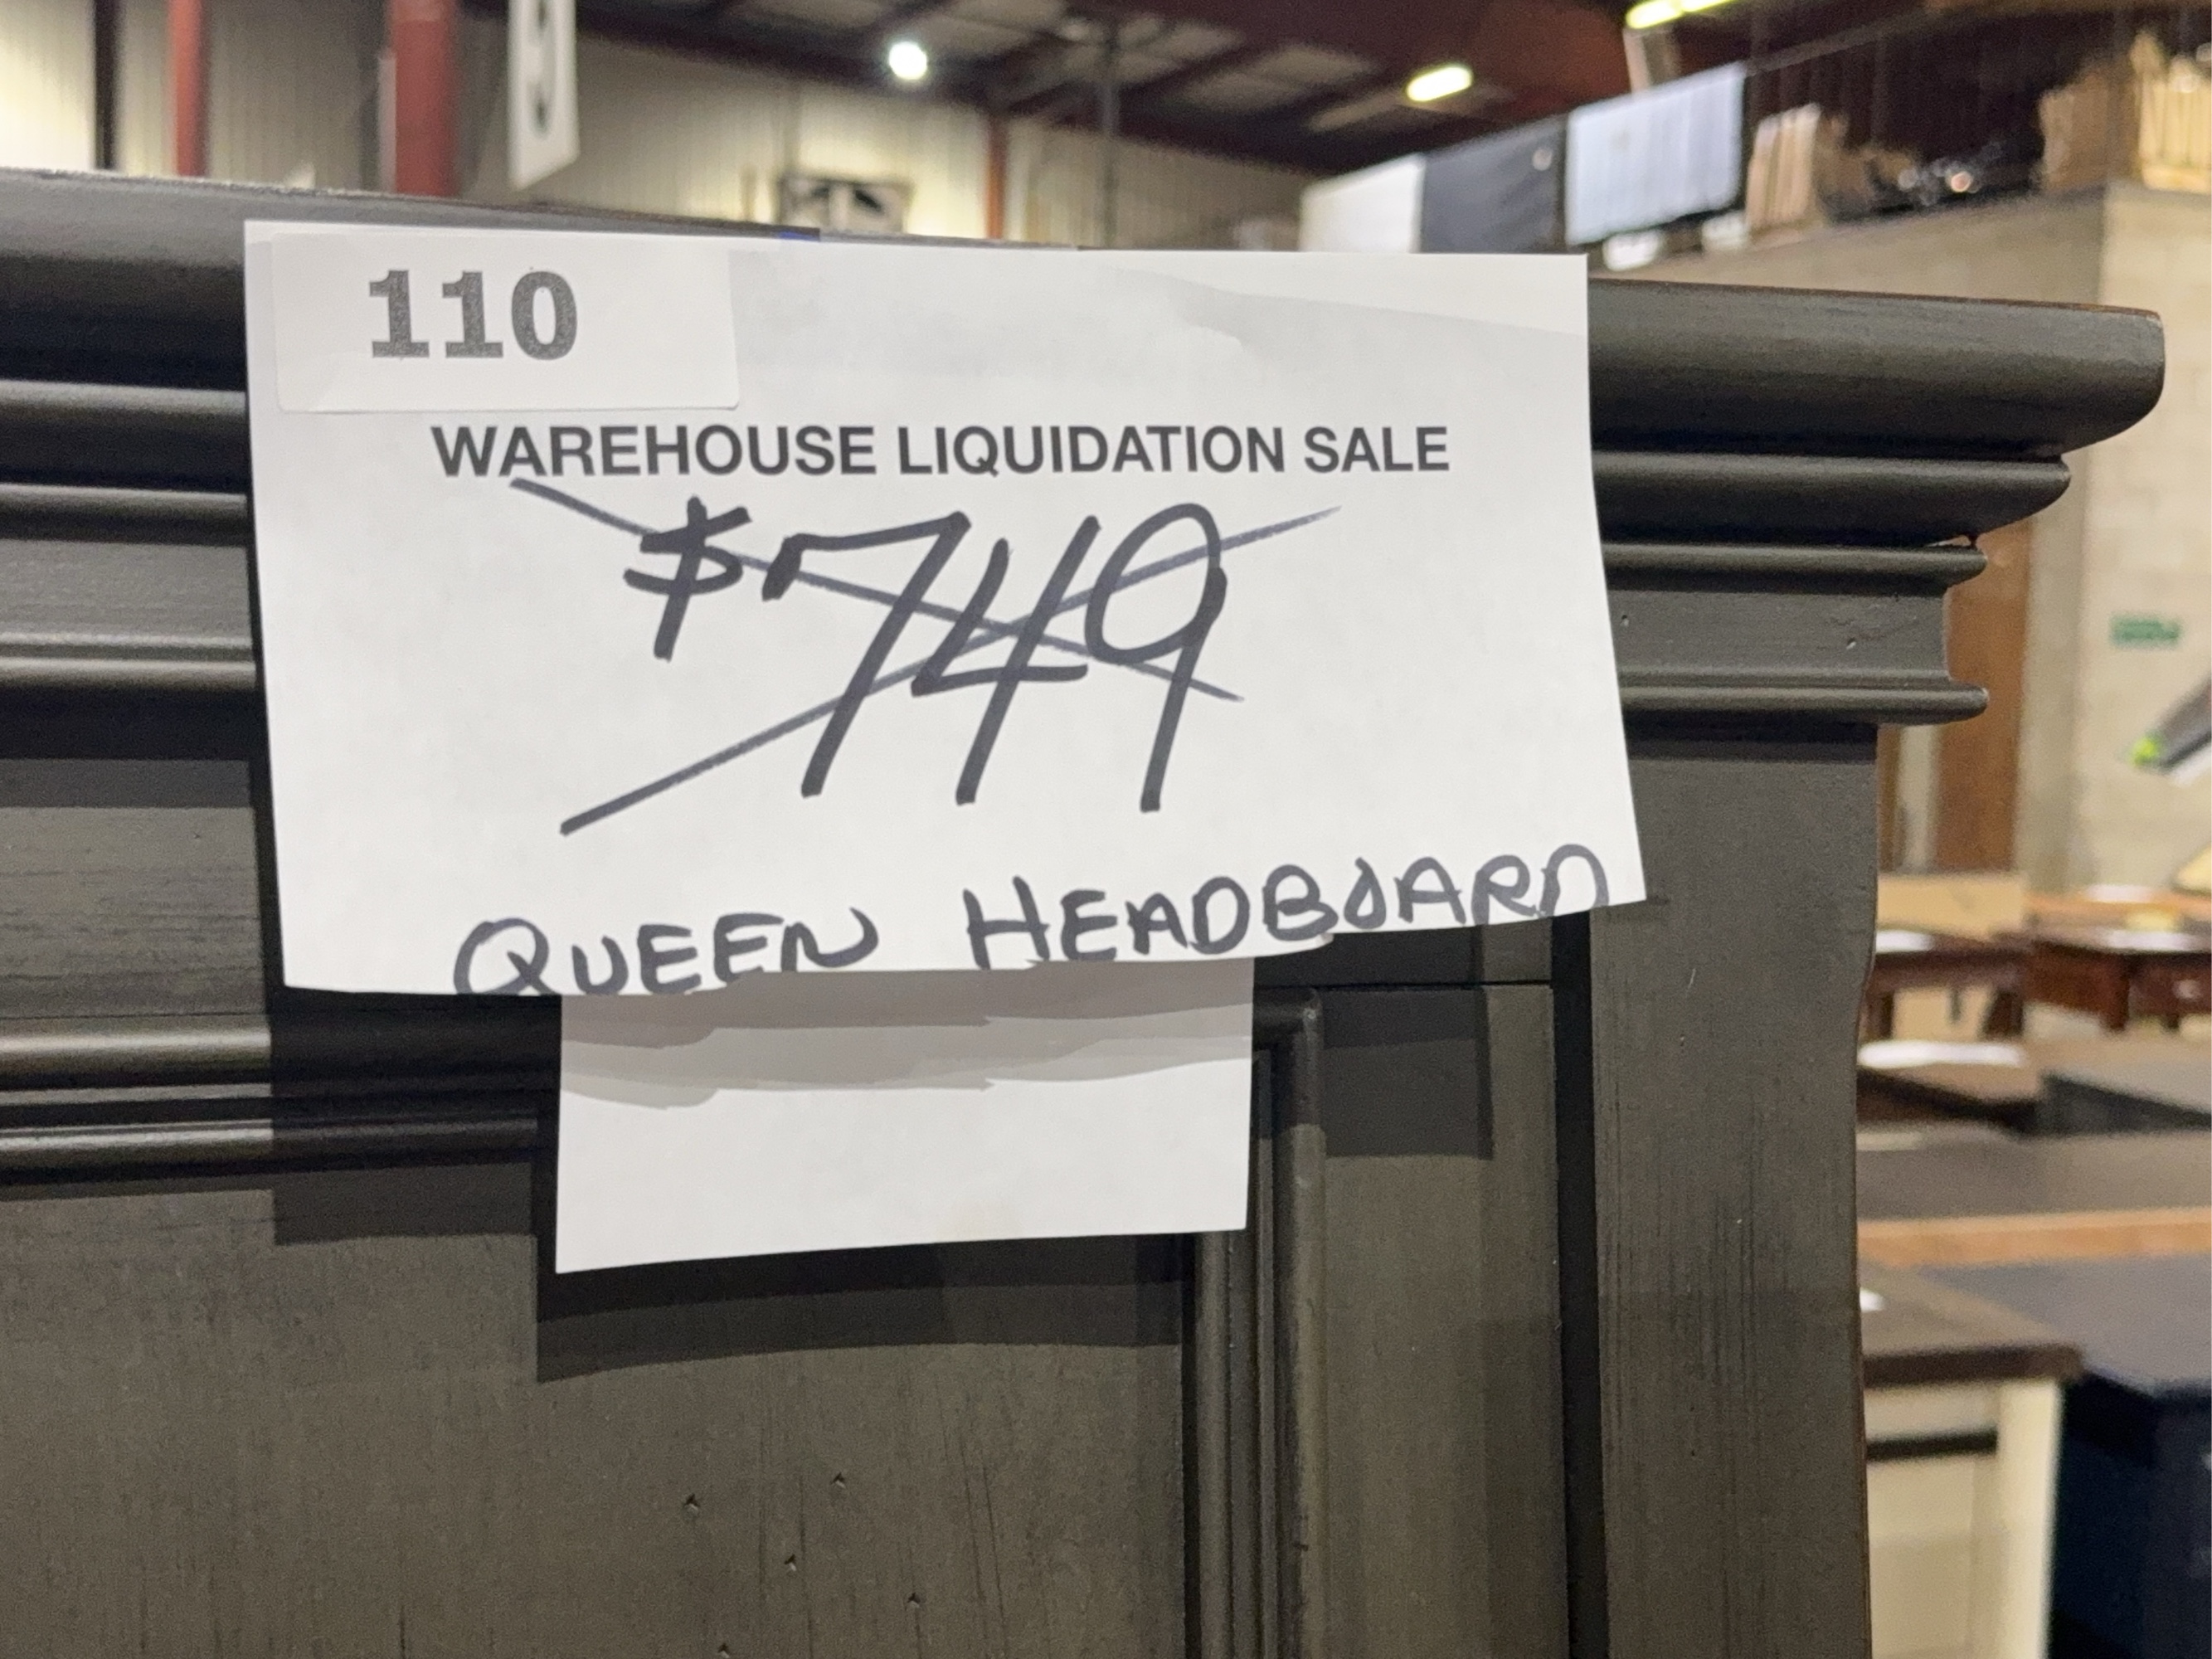 110
WAREHOUSE LIQUIDATION SALE
$749
QUEEN HEADBOARD